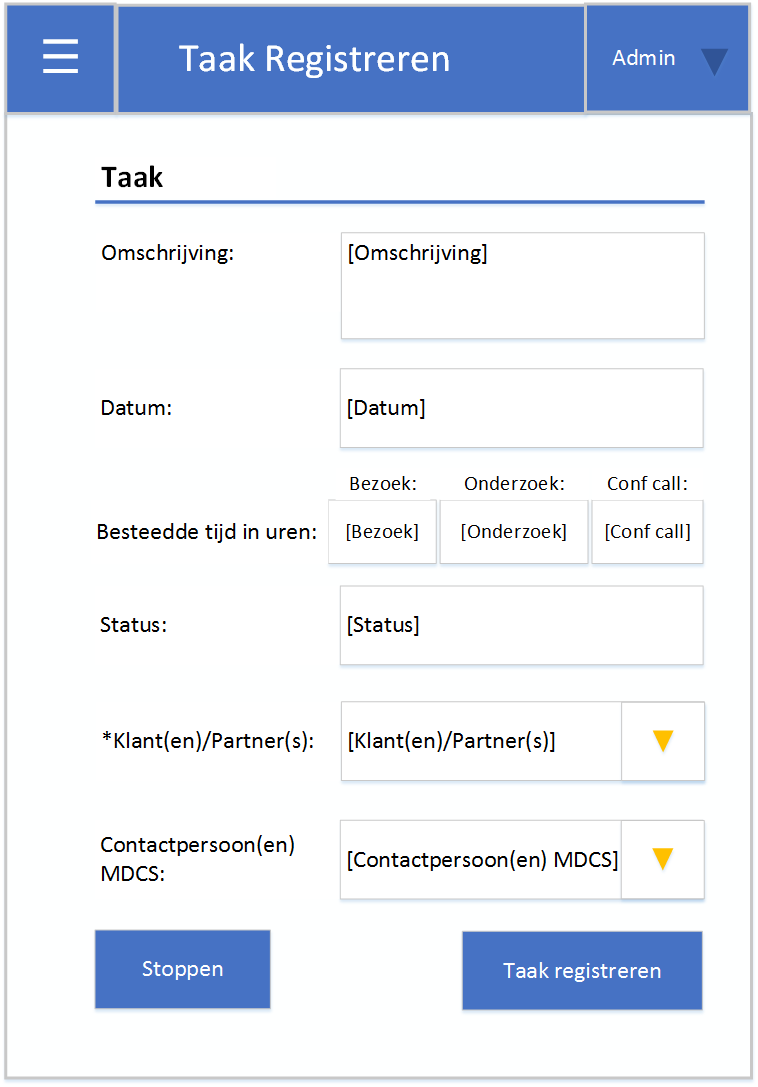 Taak Registreren
Admin
Taak
Omschrijving:
[Omschrijving]
Datum:
[Datum]
Bezoek:
Onderzoek:
Conf call:
Besteedde tijd in uren:
[Bezoek]
[Onderzoek]
[Conf call]
Status:
[Status]
*Klant(en)/Partner(s):
[Klant(en)/Partner(s)]
Contactpersoon(en)
MDCS:
[Contactpersoon(en) MDCS]
Stoppen
Taak registreren